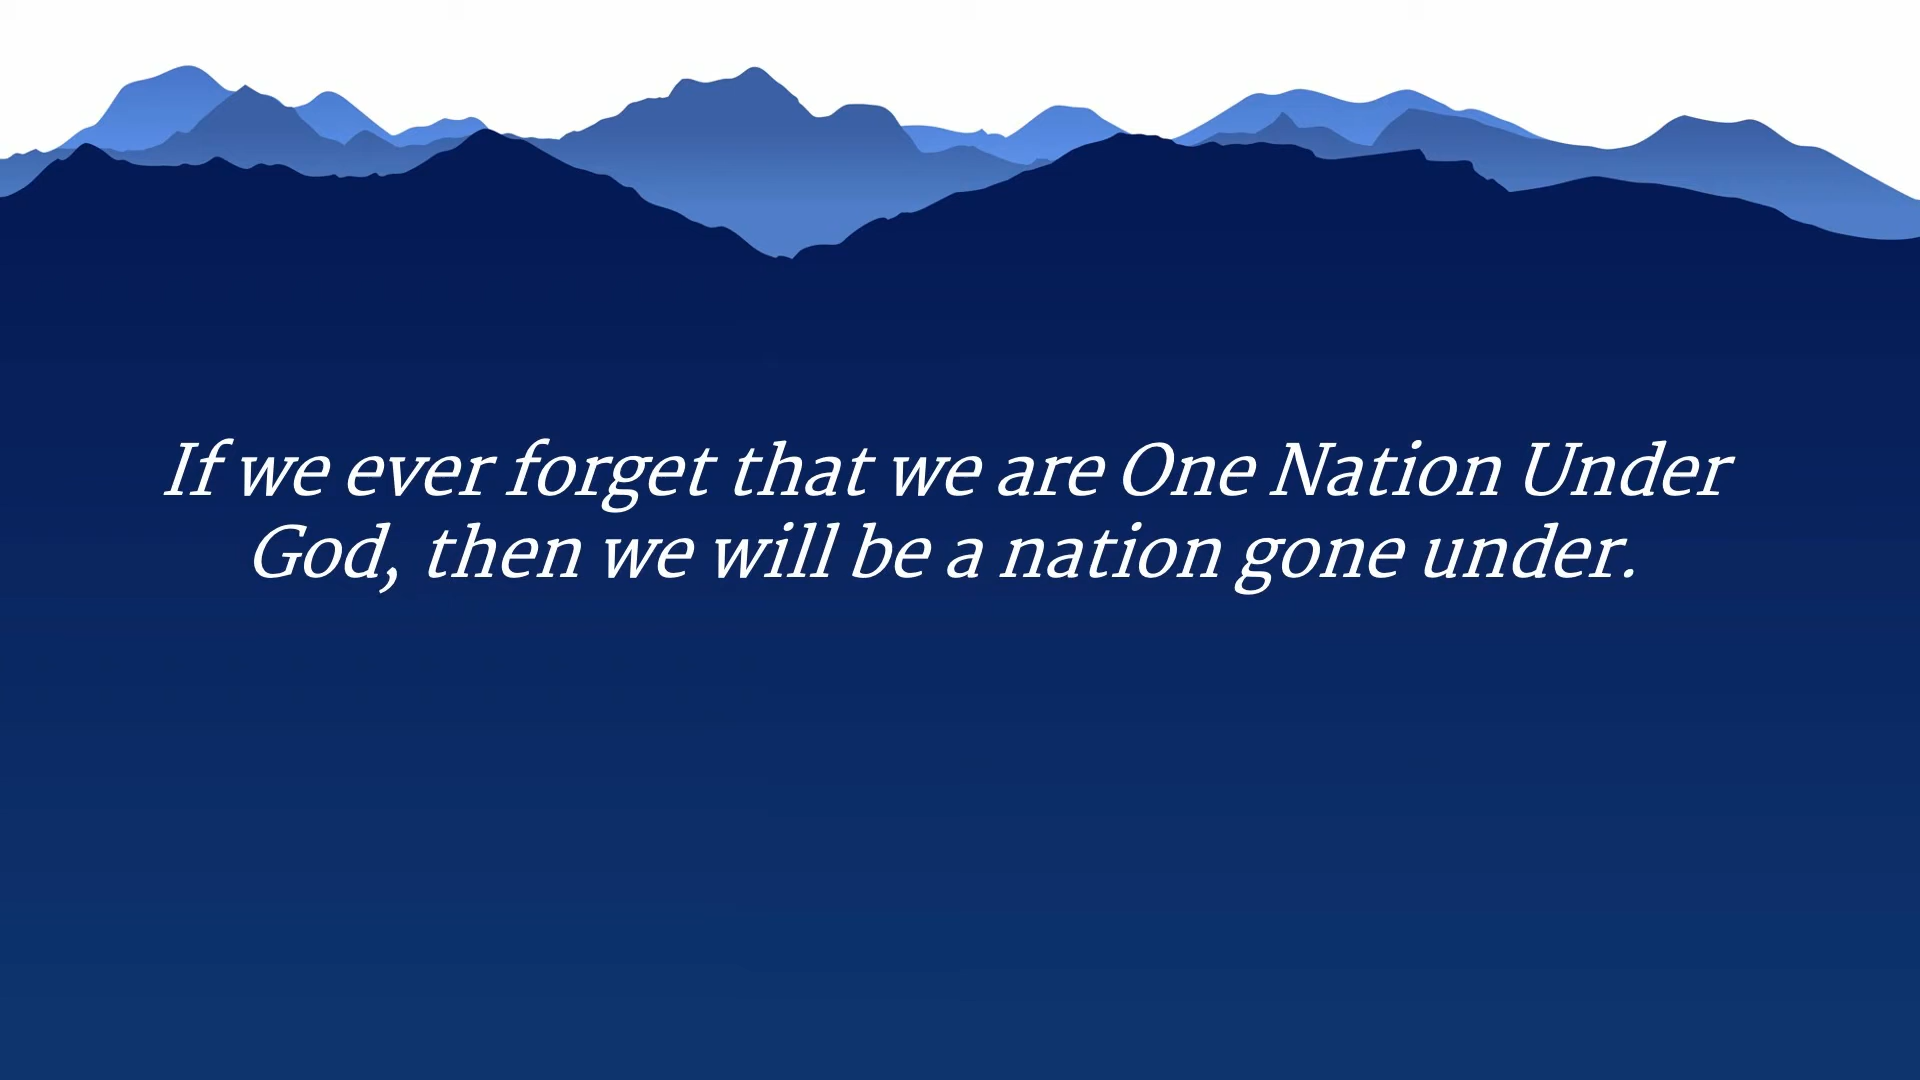 If we ever forget that we are One Nation Under
God, then we will be a nation gone under.